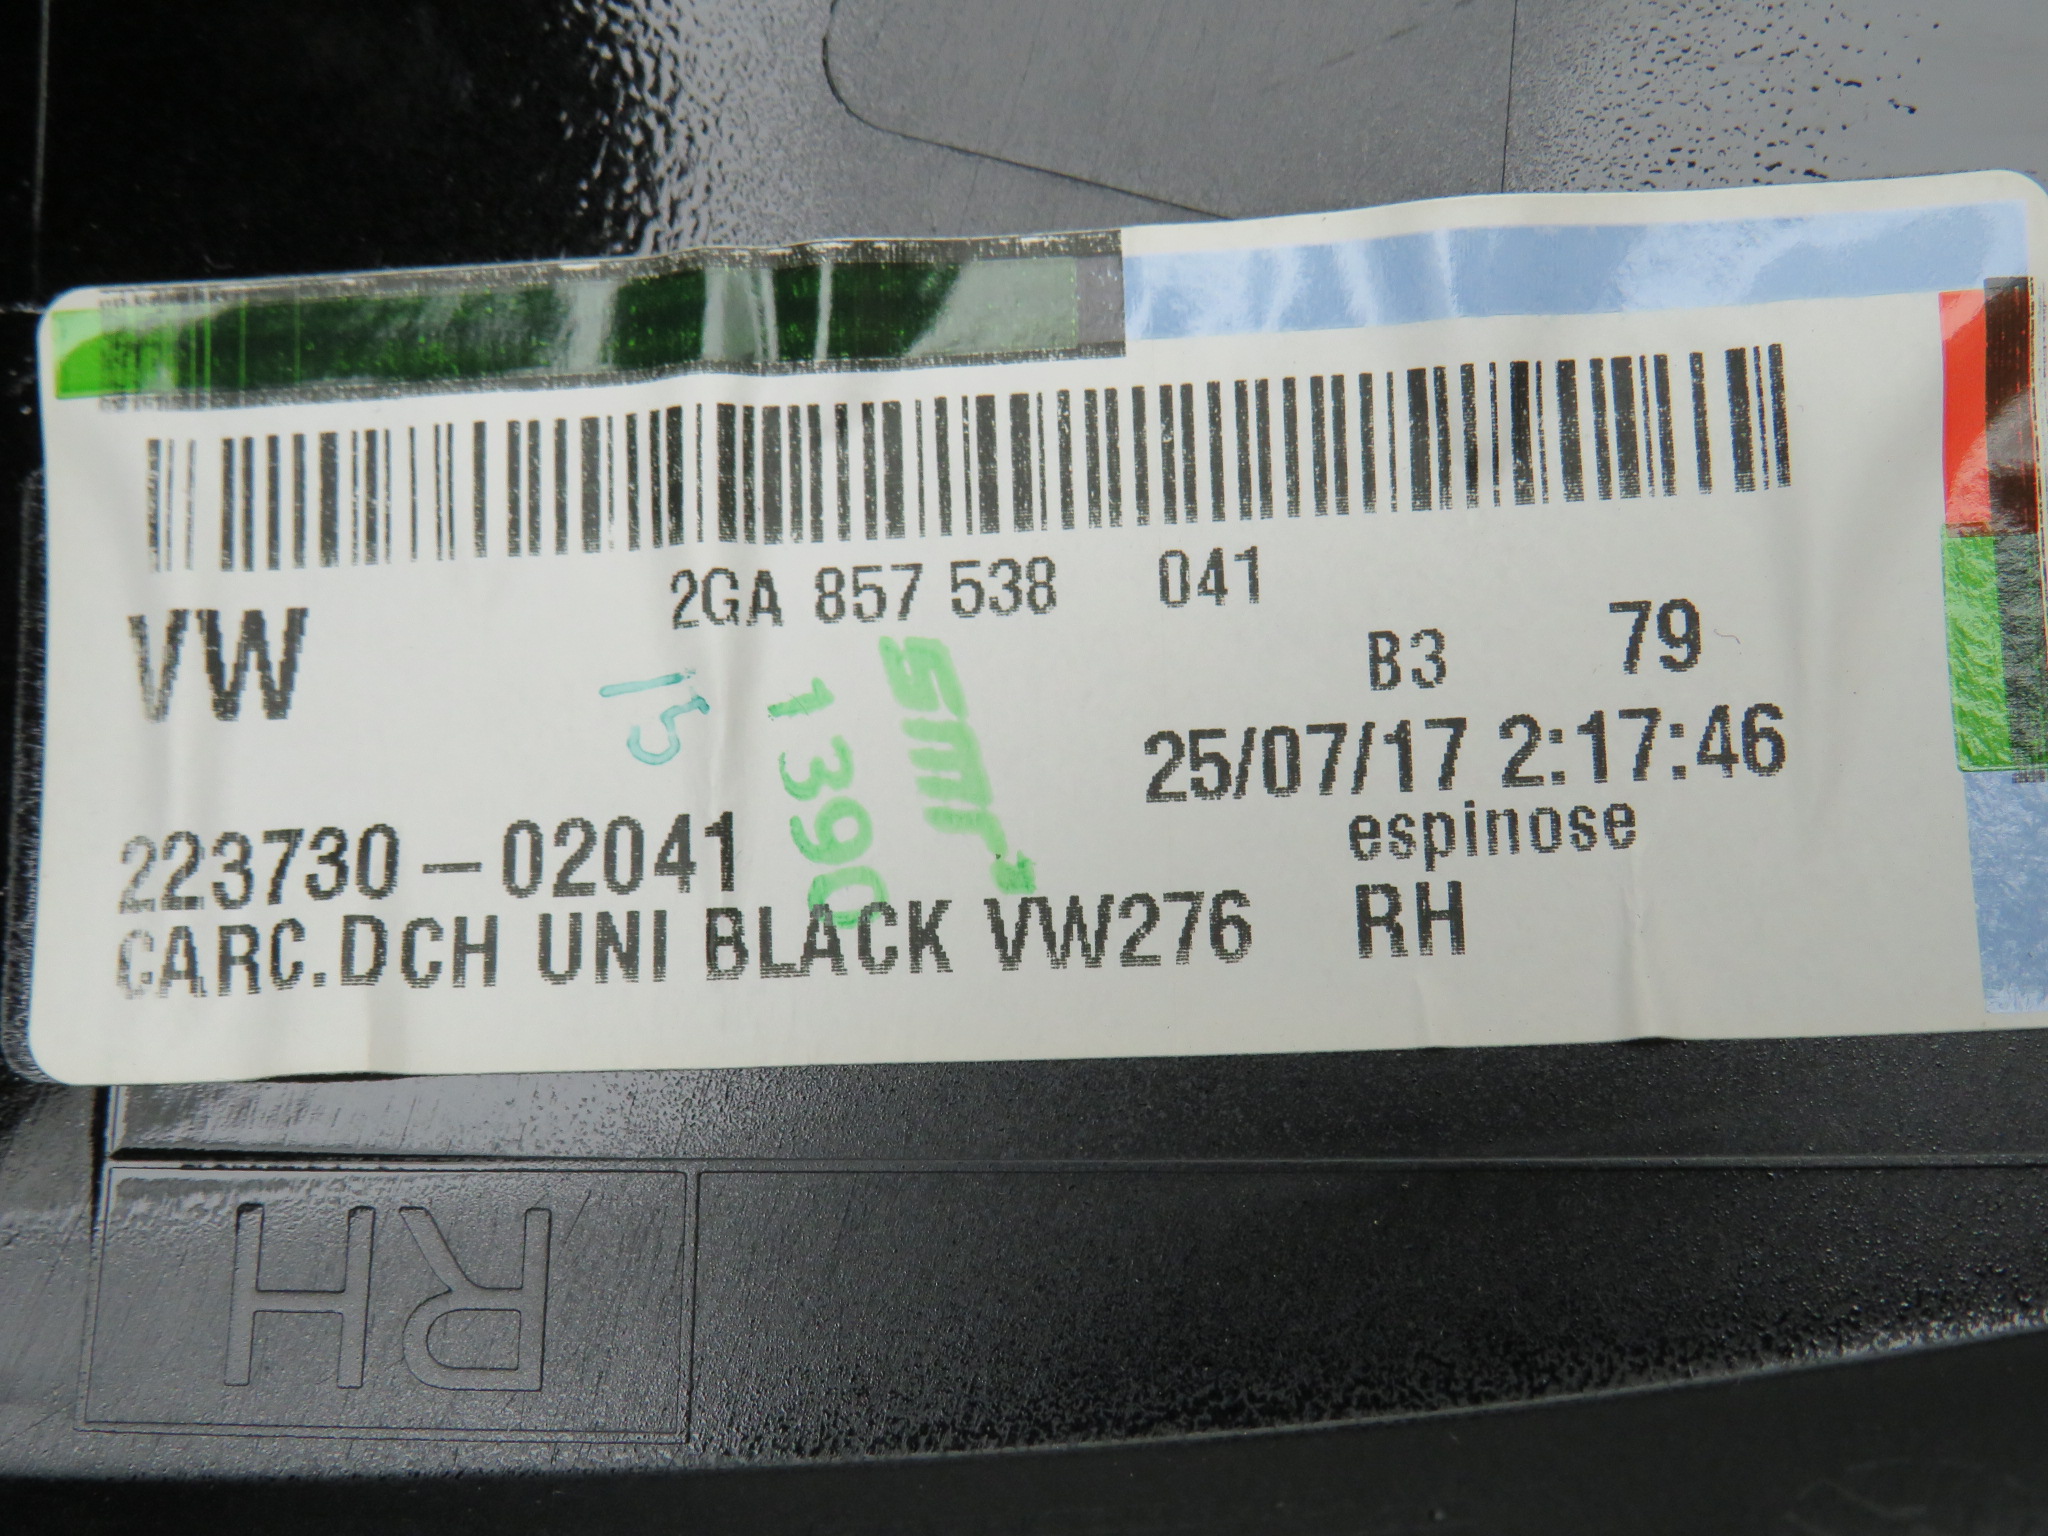 2GA 857 538 041
VW B3 79
15
1390
smr
25/07/17 2:17:46
espinose
223730-02041
CARC.DCH UNI BLACK VW276 RH
RH